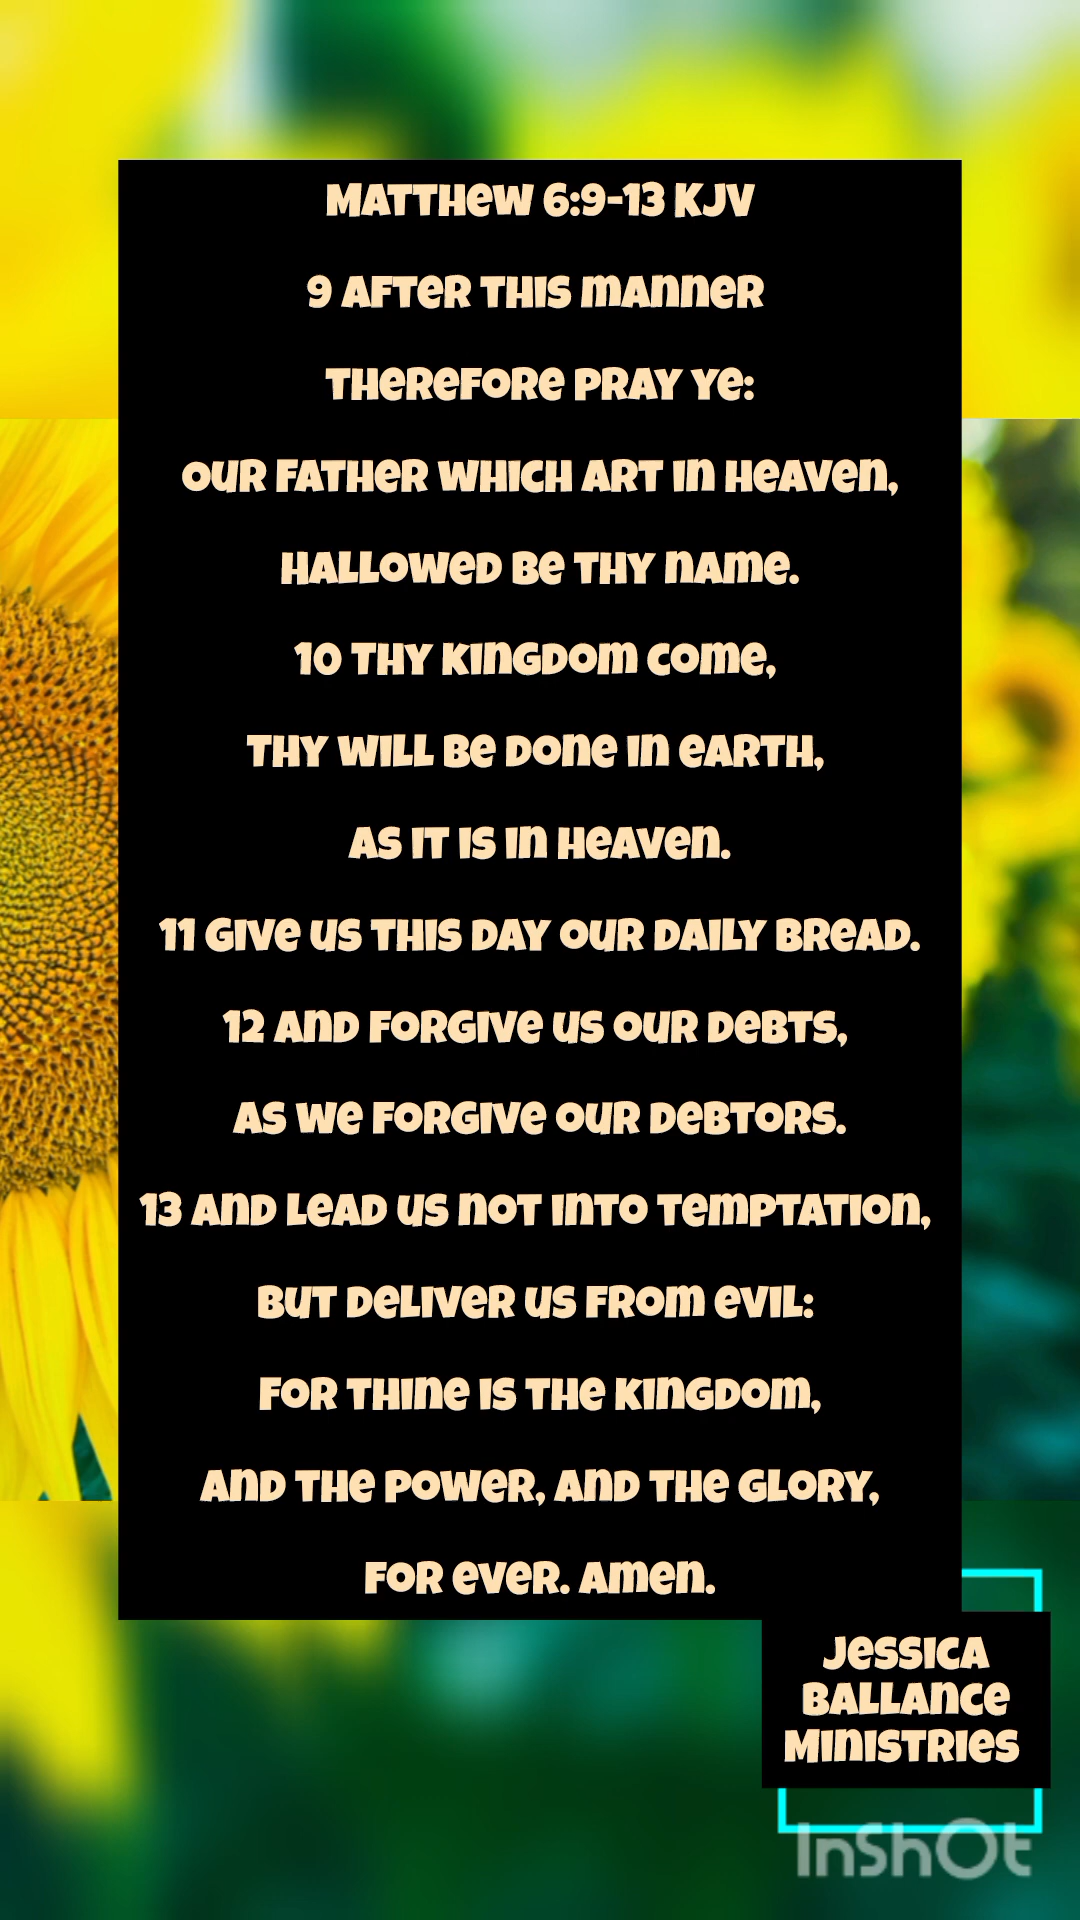 Matthew 6:9-13 KJV
9 After this manner
therefore pray ye:
Our Father which art in heaven,
Hallowed be thy name.
10 Thy kingdom come,
Thy will be done in earth,
as it is in heaven.
11 Give us this day our daily bread.
12 And forgive us our debts,
as we forgive our debtors.
13 And lead us not into temptation,
but deliver us from evil:
For thine is the kingdom,
and the power, and the glory,
for ever. Amen.
Jessica
Ballance
Ministries
InShOt